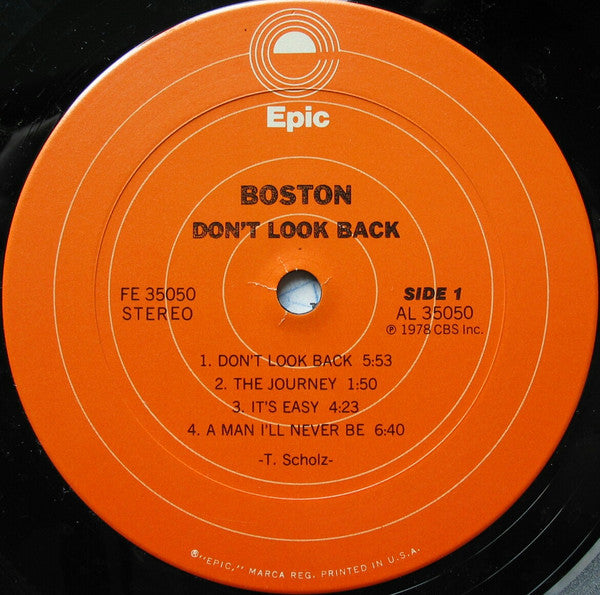 Epic
BOSTON
DON'T LOOK BACK
FE 35050
STEREO
SIDE 1
AL 35050
℗ 1978 CBS Inc.
1. DON'T LOOK BACK 5:53
2. THE JOURNEY 1:50
3. IT'S EASY 4:23
4. A MAN I'LL NEVER BE 6:40
-T. Scholz-
®"EPIC," MARCA REG. PRINTED IN U.S.A.